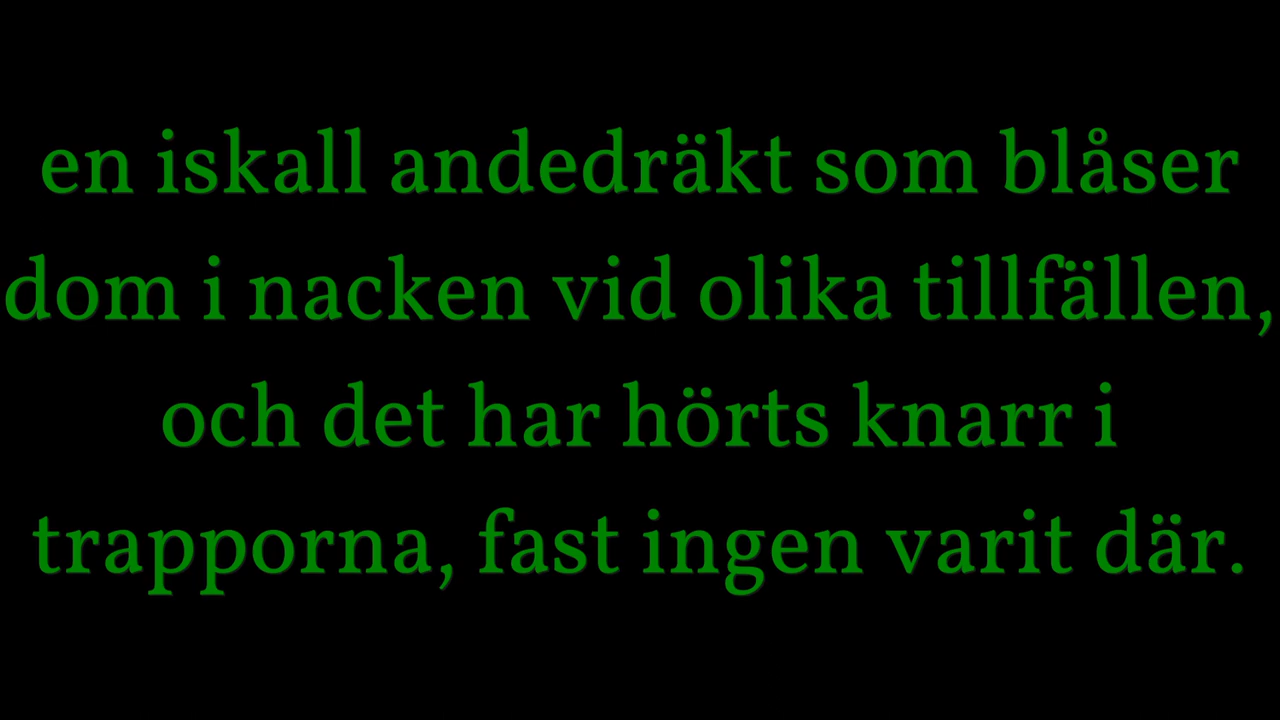 en iskall andedräkt som blåser
dom i nacken vid olika tillfällen,
och det har hörts knarr i
trapporna, fast ingen varit där.